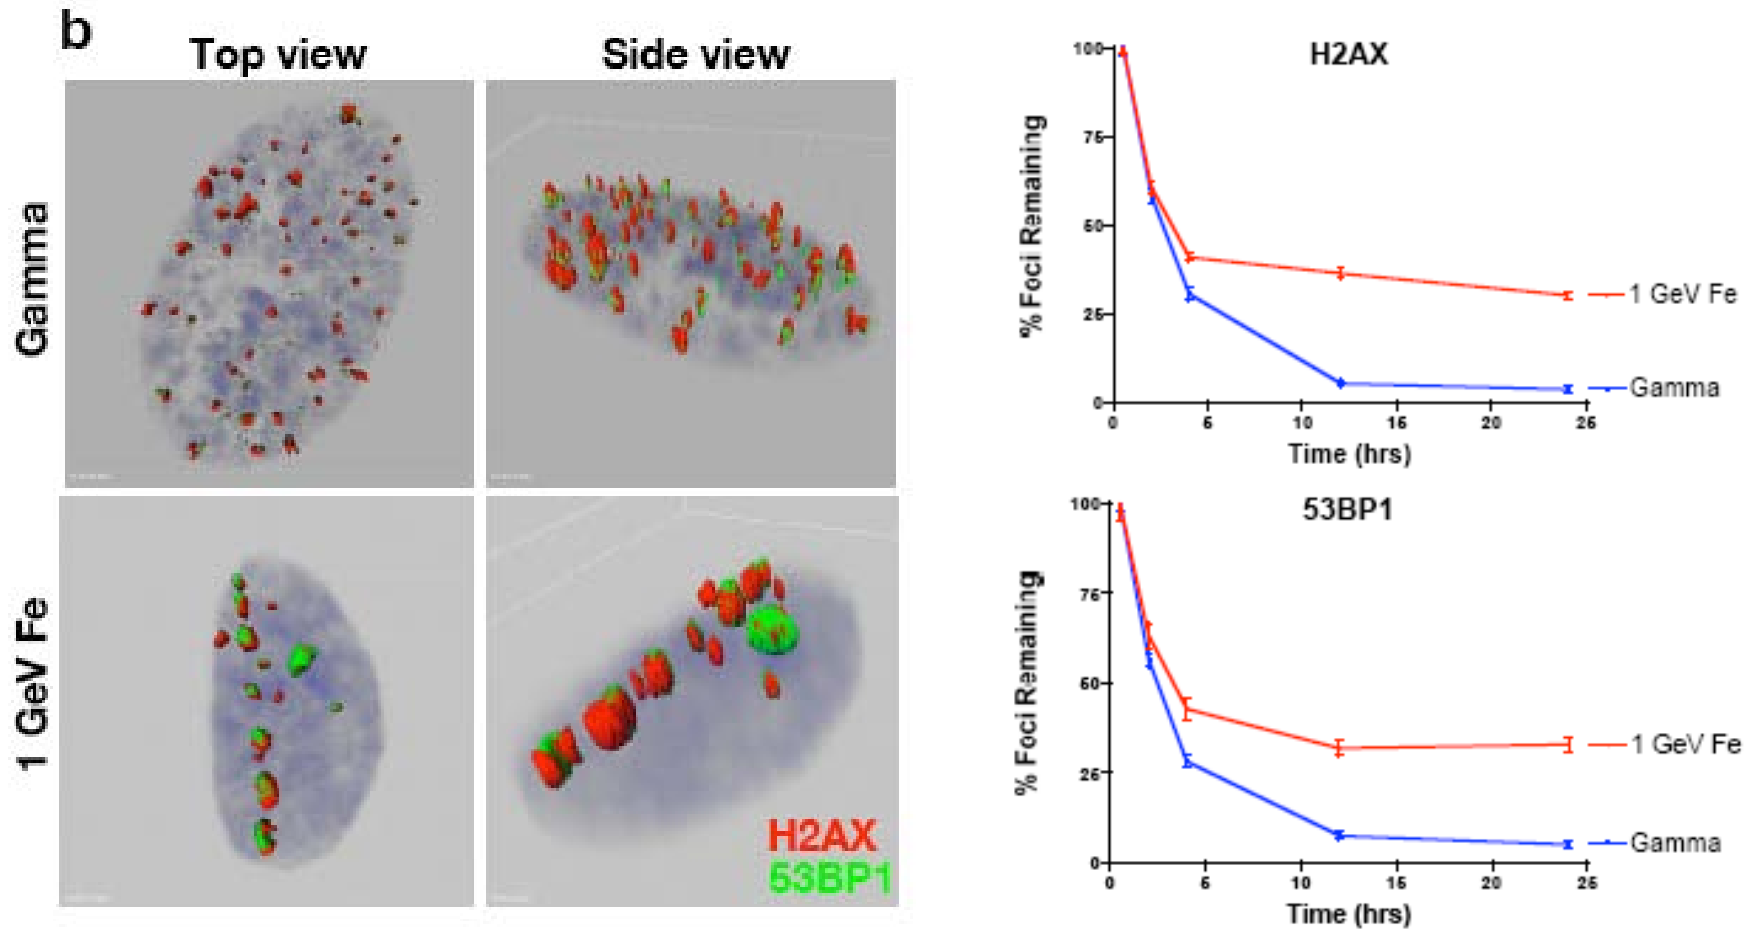 b
Top view
Side view
Gamma
1 GeV Fe
H2AX
53BP1
H2AX
100
75
50
25
0
% Foci Remaining
0 5 10 15 20 25
Time (hrs)
1 GeV Fe
Gamma
53BP1
100
75
50
25
0
% Foci Remaining
0 5 10 15 20 25
Time (hrs)
1 GeV Fe
Gamma